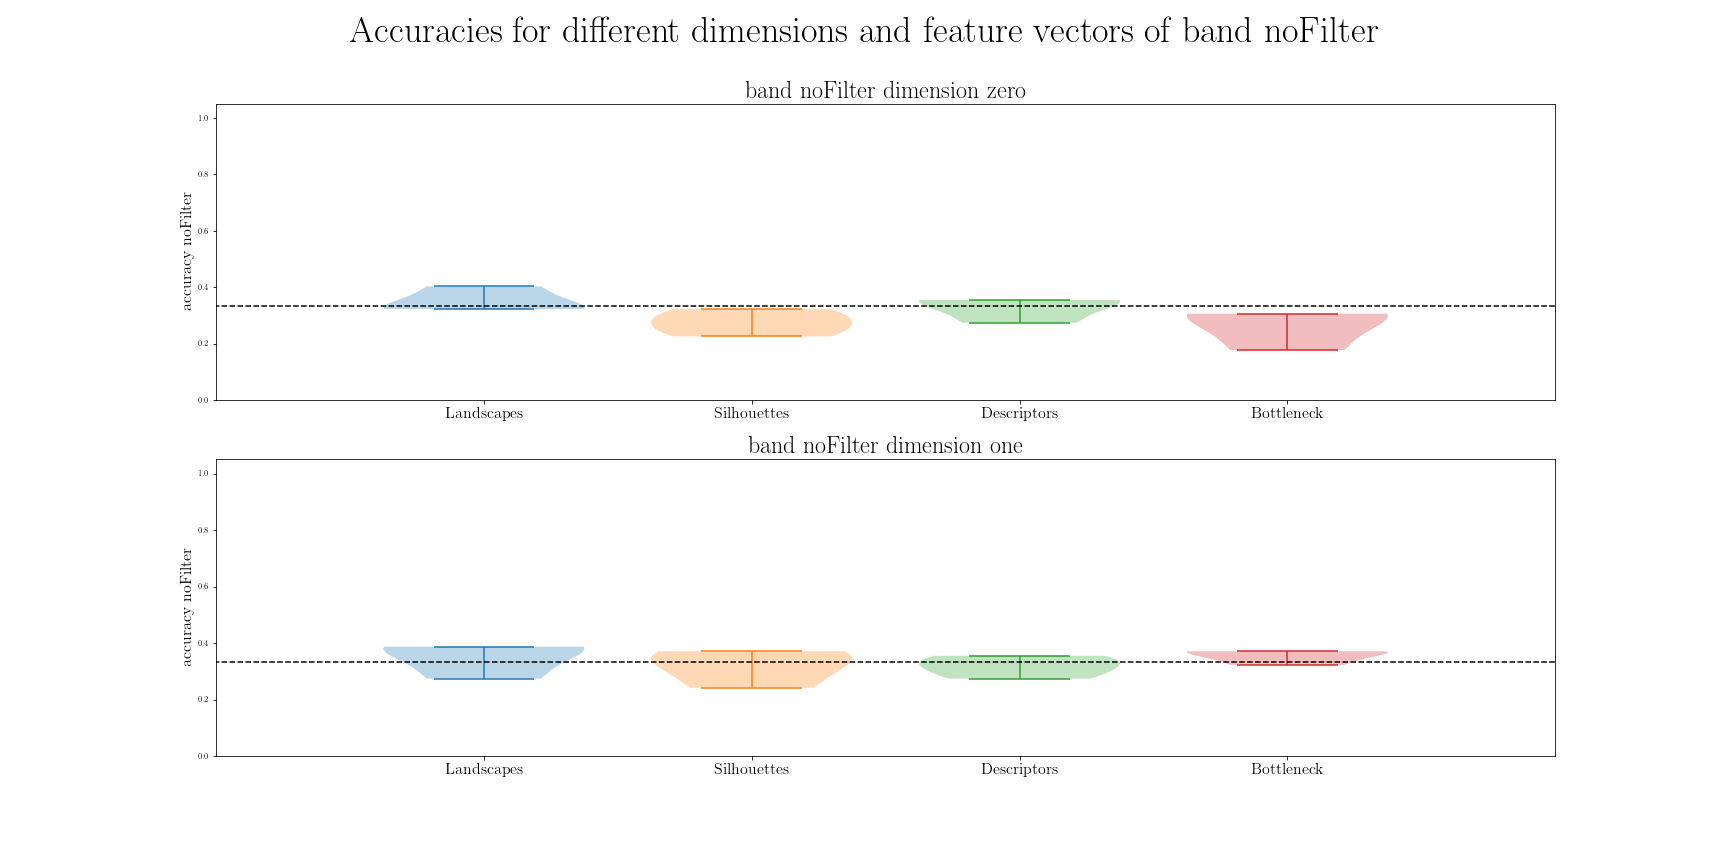 Accuracies for different dimensions and feature vectors of band noFilter
band noFilter dimension zero
accuracy noFilter
1.0
0.8
0.6
0.4
0.2
0.0
Landscapes Silhouettes Descriptors Bottleneck
band noFilter dimension one
accuracy noFilter
1.0
0.8
0.6
0.4
0.2
0.0
Landscapes Silhouettes Descriptors Bottleneck